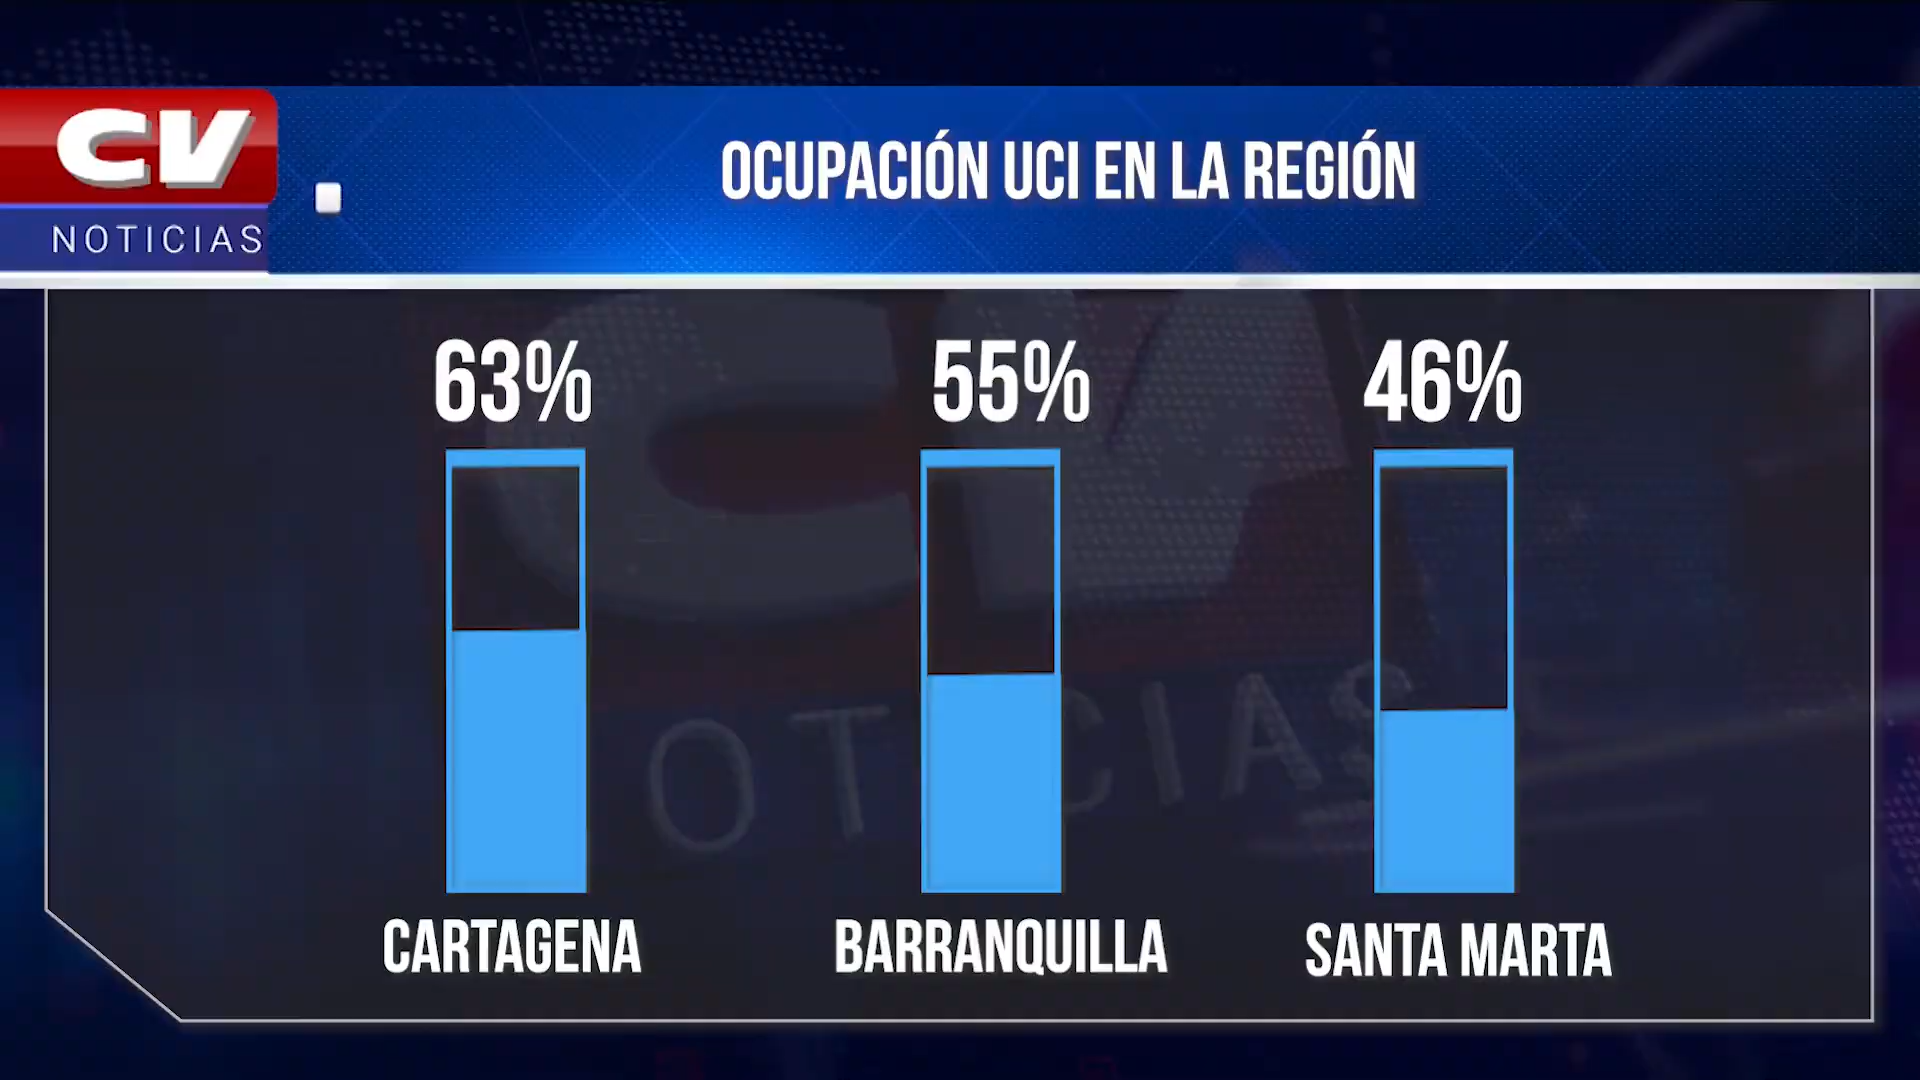 CV
NOTICIAS
OCUPACIÓN UCI EN LA REGIÓN
63%
55%
46%
CARTAGENA
BARRANQUILLA
SANTA MARTA